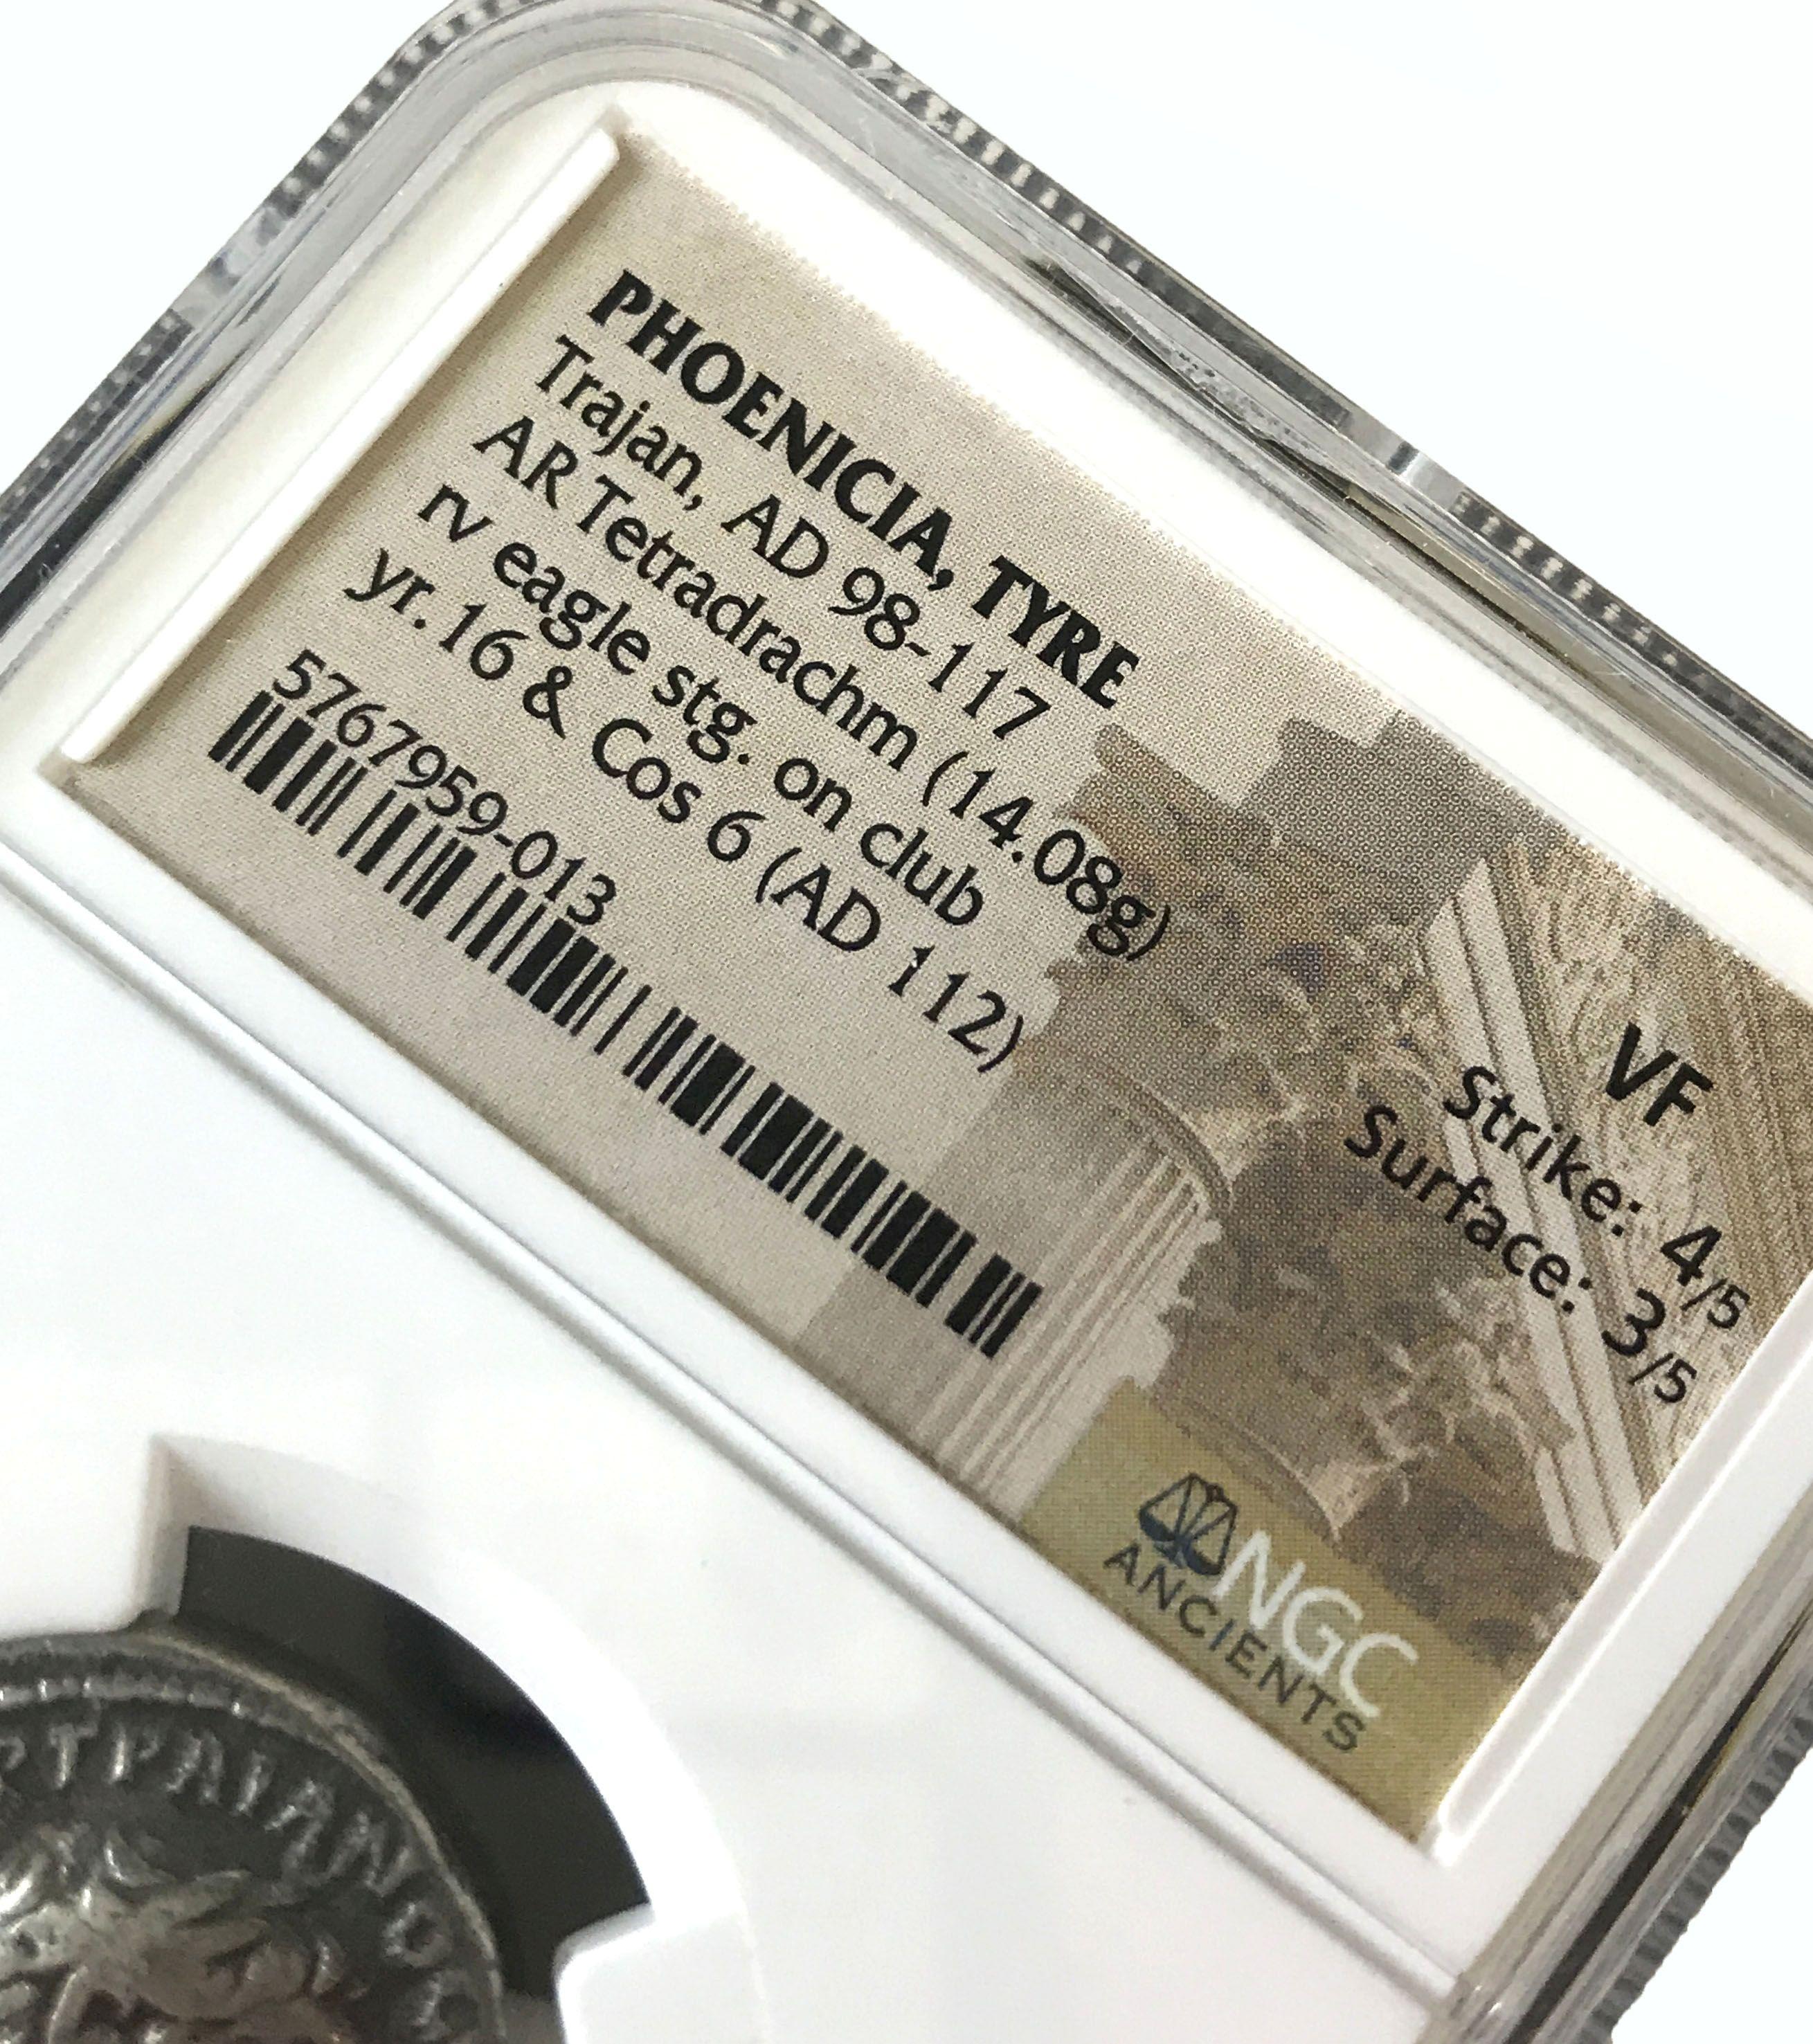 PHOENICIA, TYRE
Trajan, AD 98-117
AR Tetradrachm (14.08g)
rv eagle stg. on club
yr. 16 & Cos 6 (AD 112)
5767959-013
VF
Strike: 4/5
Surface: 3/5
NGC
ANCIENTS